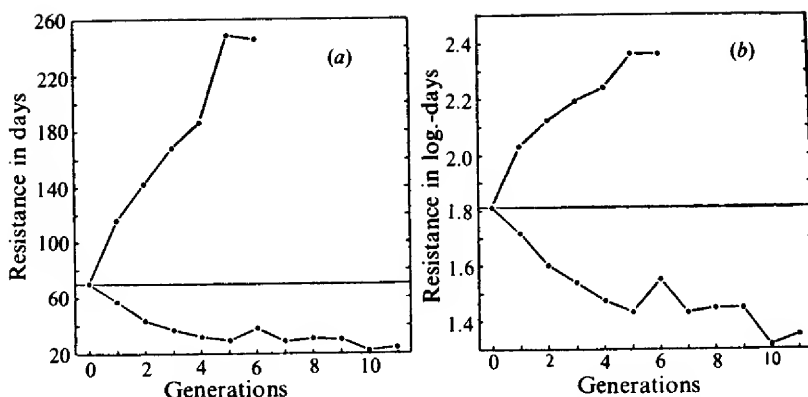 260
220
180
140
100
60
20
Resistance in days
(a)
0 2 4 6 8 10
Generations
2.4
2.2
2.0
1.8
1.6
1.4
Resistance in log.-days
(b)
0 2 4 6 8 10
Generations